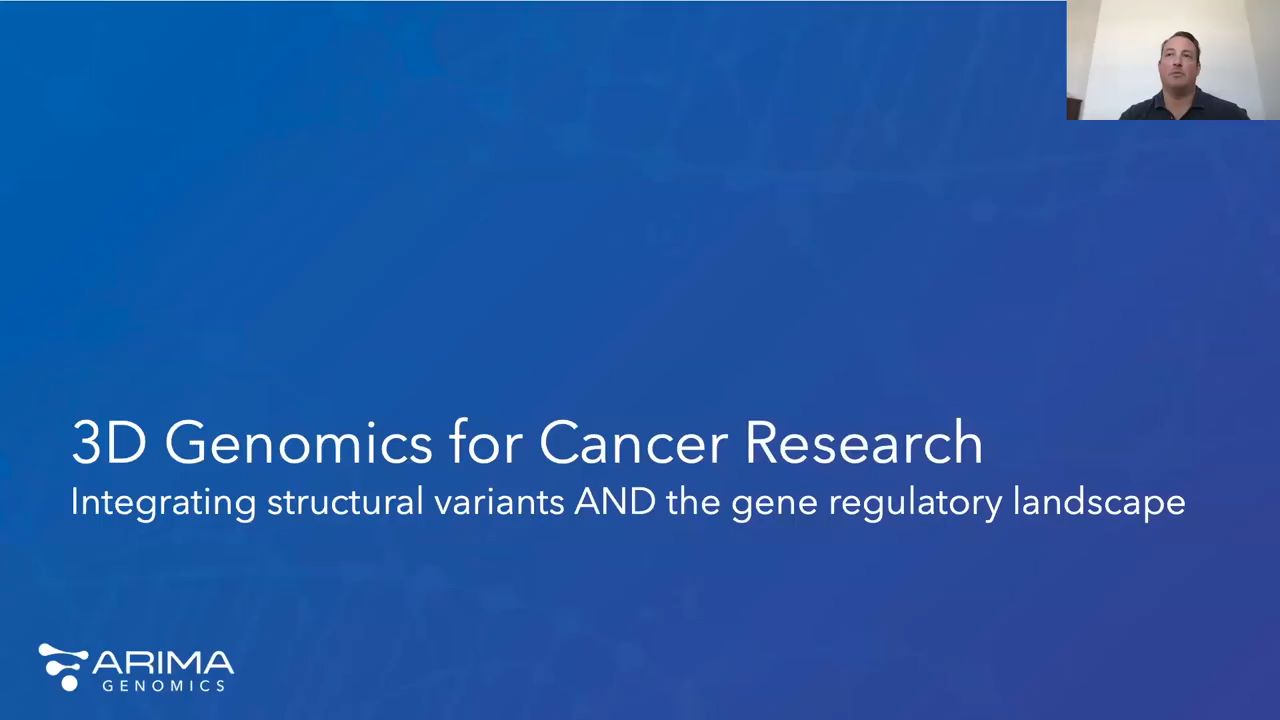 3D Genomics for Cancer Research
Integrating structural variants AND the gene regulatory landscape
ARIMA
GENOMICS